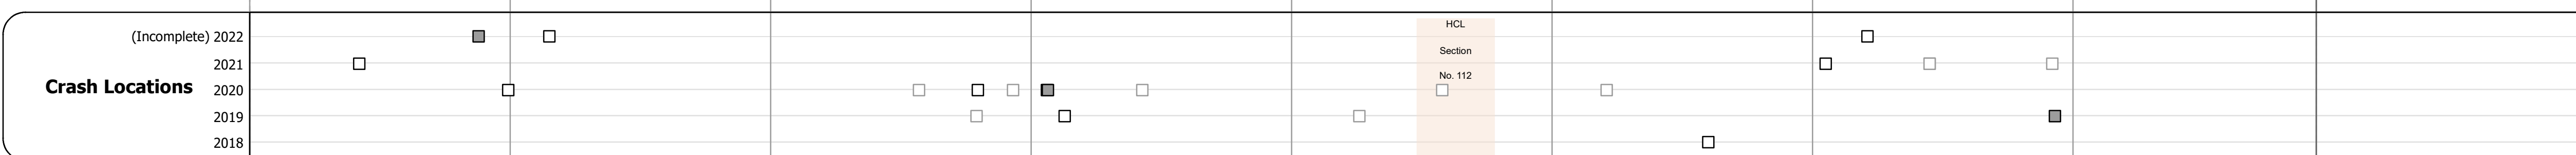 HCL
(Incomplete) 2022
Section
2021
No. 112
Crash Locations
2020
2019
2018